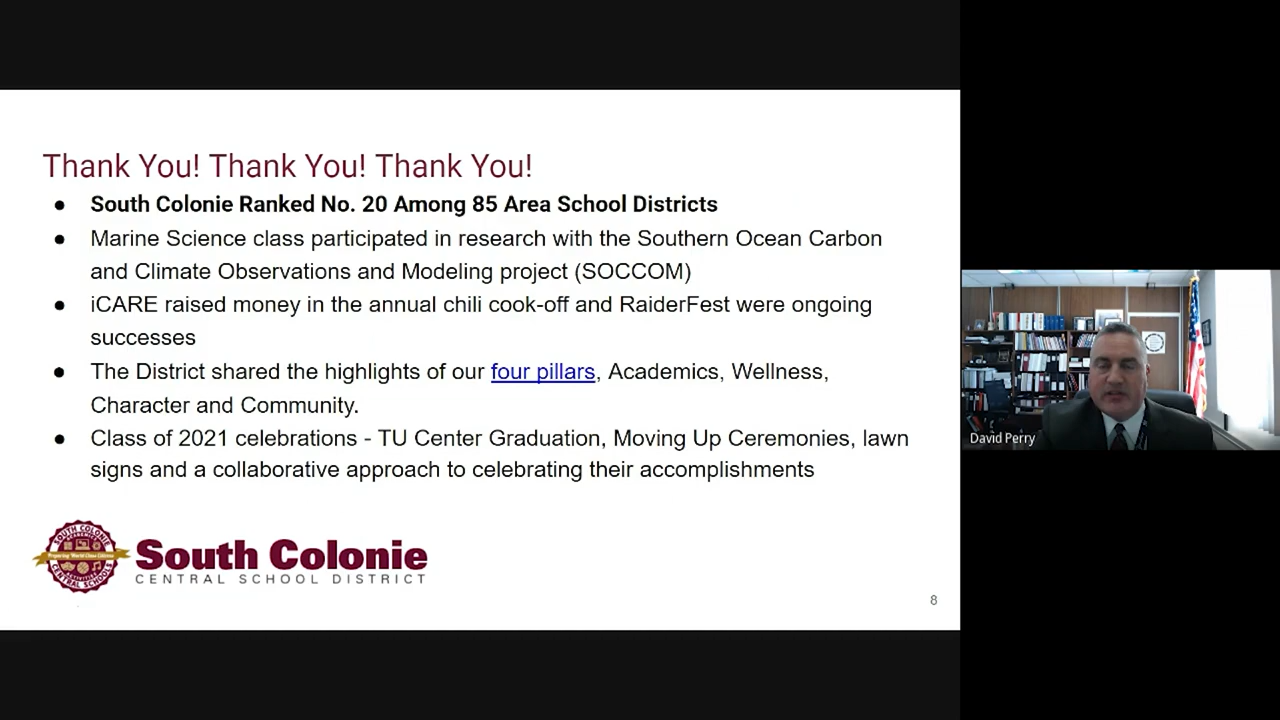 Thank You! Thank You! Thank You!
● South Colonie Ranked No. 20 Among 85 Area School Districts
● Marine Science class participated in research with the Southern Ocean Carbon
and Climate Observations and Modeling project (SOCCOM)
● iCARE raised money in the annual chili cook-off and RaiderFest were ongoing
successes
● The District shared the highlights of our four pillars, Academics, Wellness,
Character and Community.
● Class of 2021 celebrations - TU Center Graduation, Moving Up Ceremonies, lawn
signs and a collaborative approach to celebrating their accomplishments
SOUTH COLONIE
CENTRAL SCHOOLS
South Colonie
CENTRAL SCHOOL DISTRICT
8
David Perry